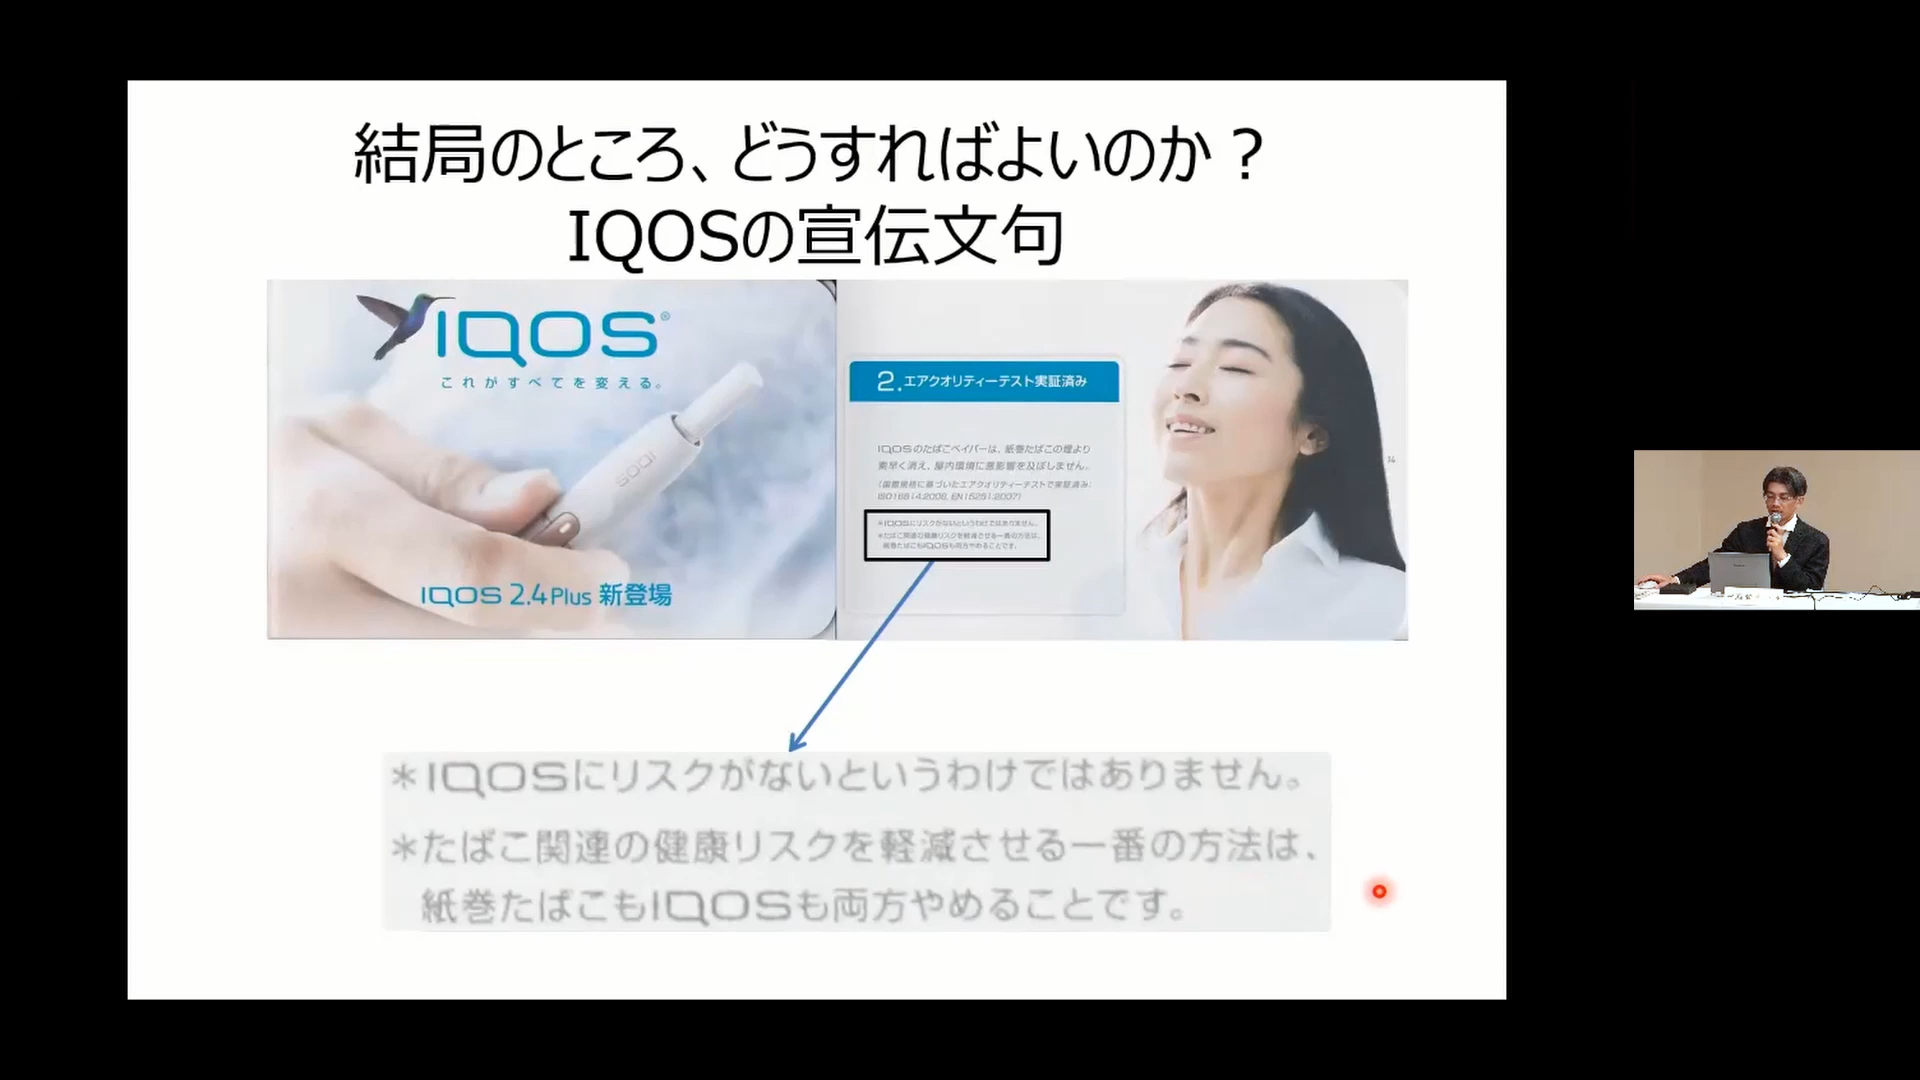 結局のところ、どうすればよいのか？
IQOSの宣伝文句
IQOS®
これがすべてを変える。
IQOS
IQOS 2.4 Plus 新登場
2.エアクオリティーテスト実証済み
IQOSのたばこベイパーは、紙巻たばこの煙より
素早く消え、屋内環境に悪影響を及ぼしません。
(国際規格に基づいたエアクオリティーテストで実証済み:
*IQOSにリスクがないというわけではありません。
*たばこ関連の健康リスクを軽減させる一番の方法は、
紙巻たばこもIQOSも両方やめることです。
14
*IQOSにリスクがないというわけではありません。
*たばこ関連の健康リスクを軽減させる一番の方法は、
紙巻たばこもIQOSも両方やめることです。